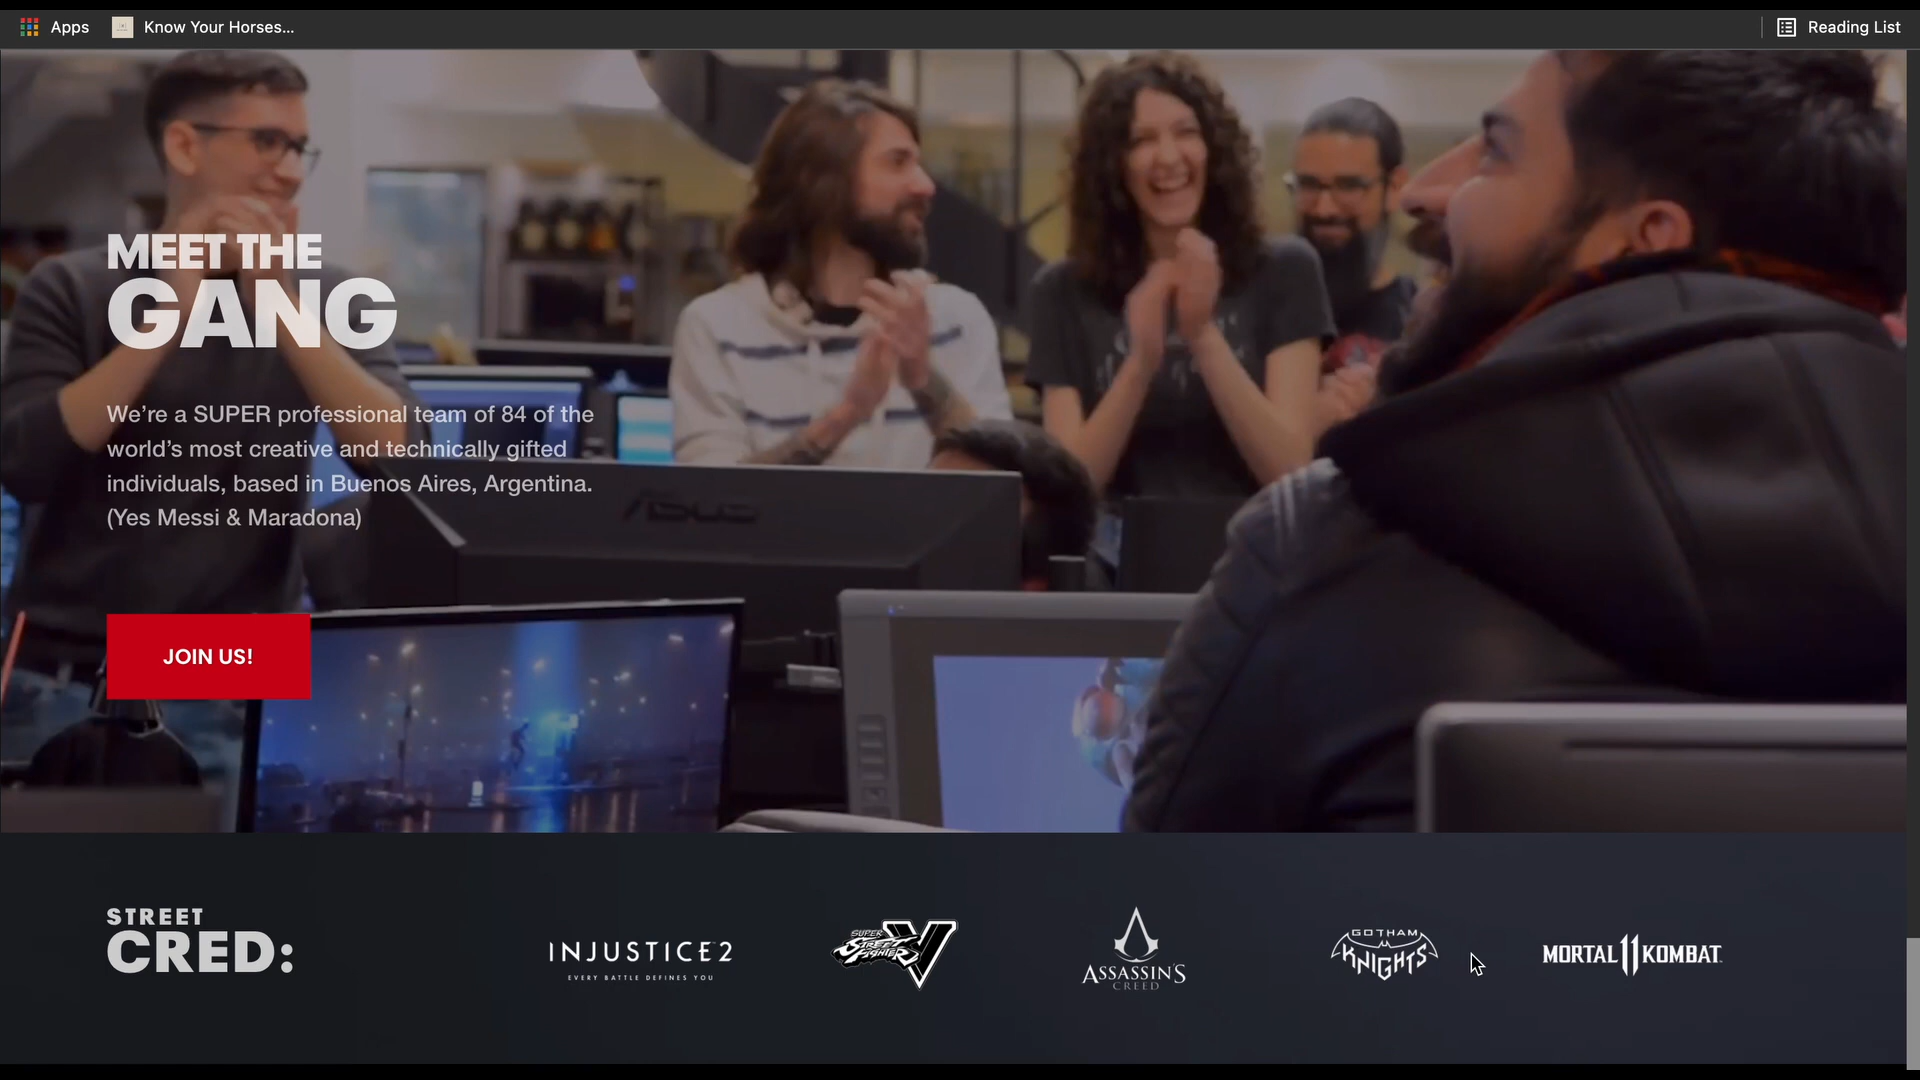 Apps
Know Your Horses...
Reading List
MEET THE
GANG
We’re a SUPER professional team of 84 of the
world’s most creative and technically gifted
individuals, based in Buenos Aires, Argentina.
(Yes Messi & Maradona)
ASUS
JOIN US!
STREET
CRED:
INJUSTICE 2
EVERY BATTLE DEFINES YOU
SUPER
STREET
FIGHTER
V
ASSASSIN'S
CREED
GOTHAM
KNIGHTS
MORTAL 11 KOMBAT